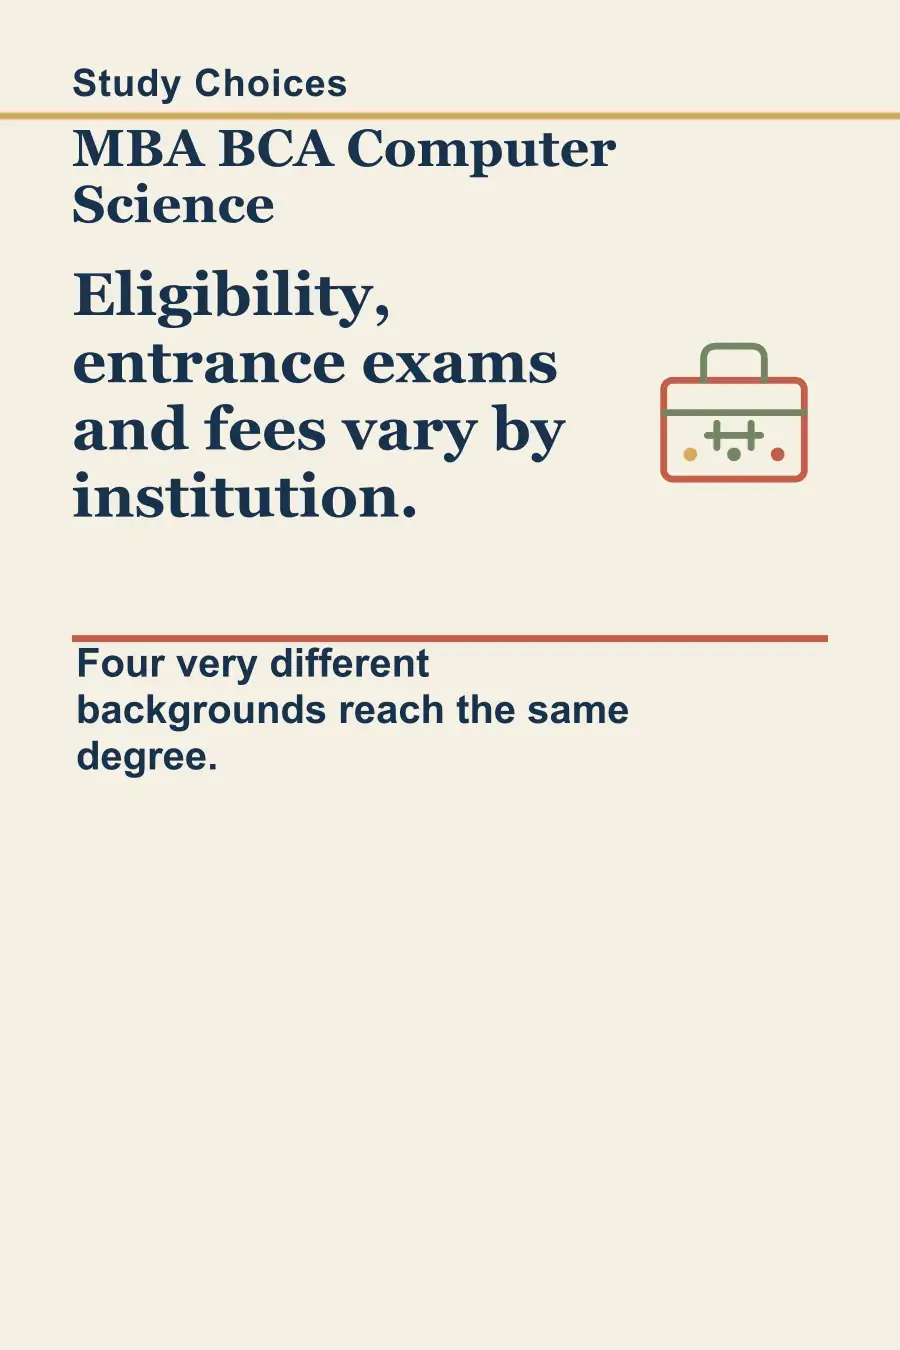 Study Choices
MBA BCA Computer
Science
Eligibility,
entrance exams
and fees vary by
institution.
Four very different
backgrounds reach the same
degree.